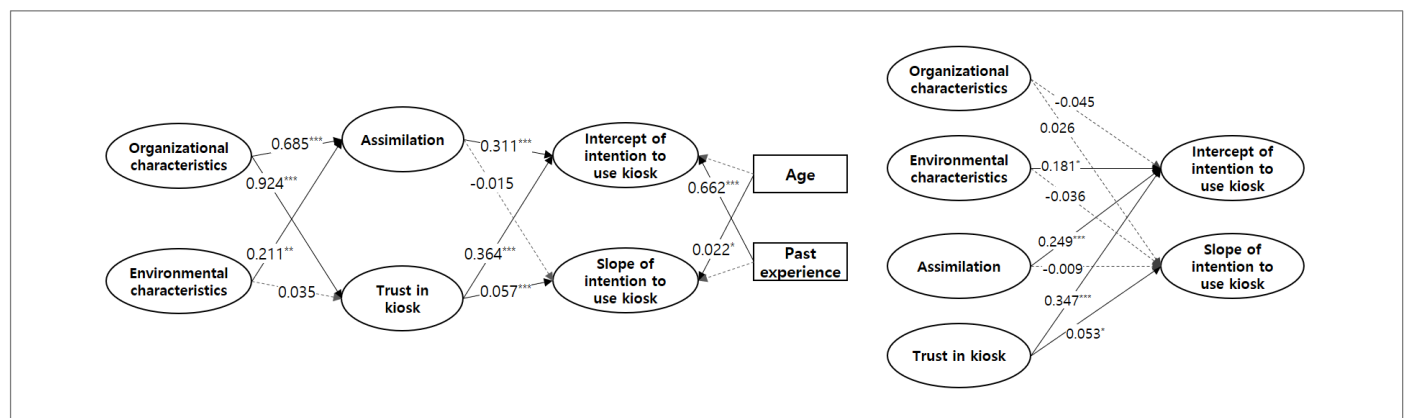 Organizational
characteristics
Environmental
characteristics
0.685***
0.924***
0.211**
0.035
Assimilation
Trust in
kiosk
0.311***
-0.015
0.364***
0.057***
Intercept of
intention to
use kiosk
Slope of
intention to
use kiosk
0.662***
0.022*
Age
Past
experience
Organizational
characteristics
Environmental
characteristics
Assimilation
Trust in kiosk
-0.045
0.026
0.181*
-0.036
0.249***
-0.009
0.347***
0.053*
Intercept of
intention to
use kiosk
Slope of
intention to
use kiosk